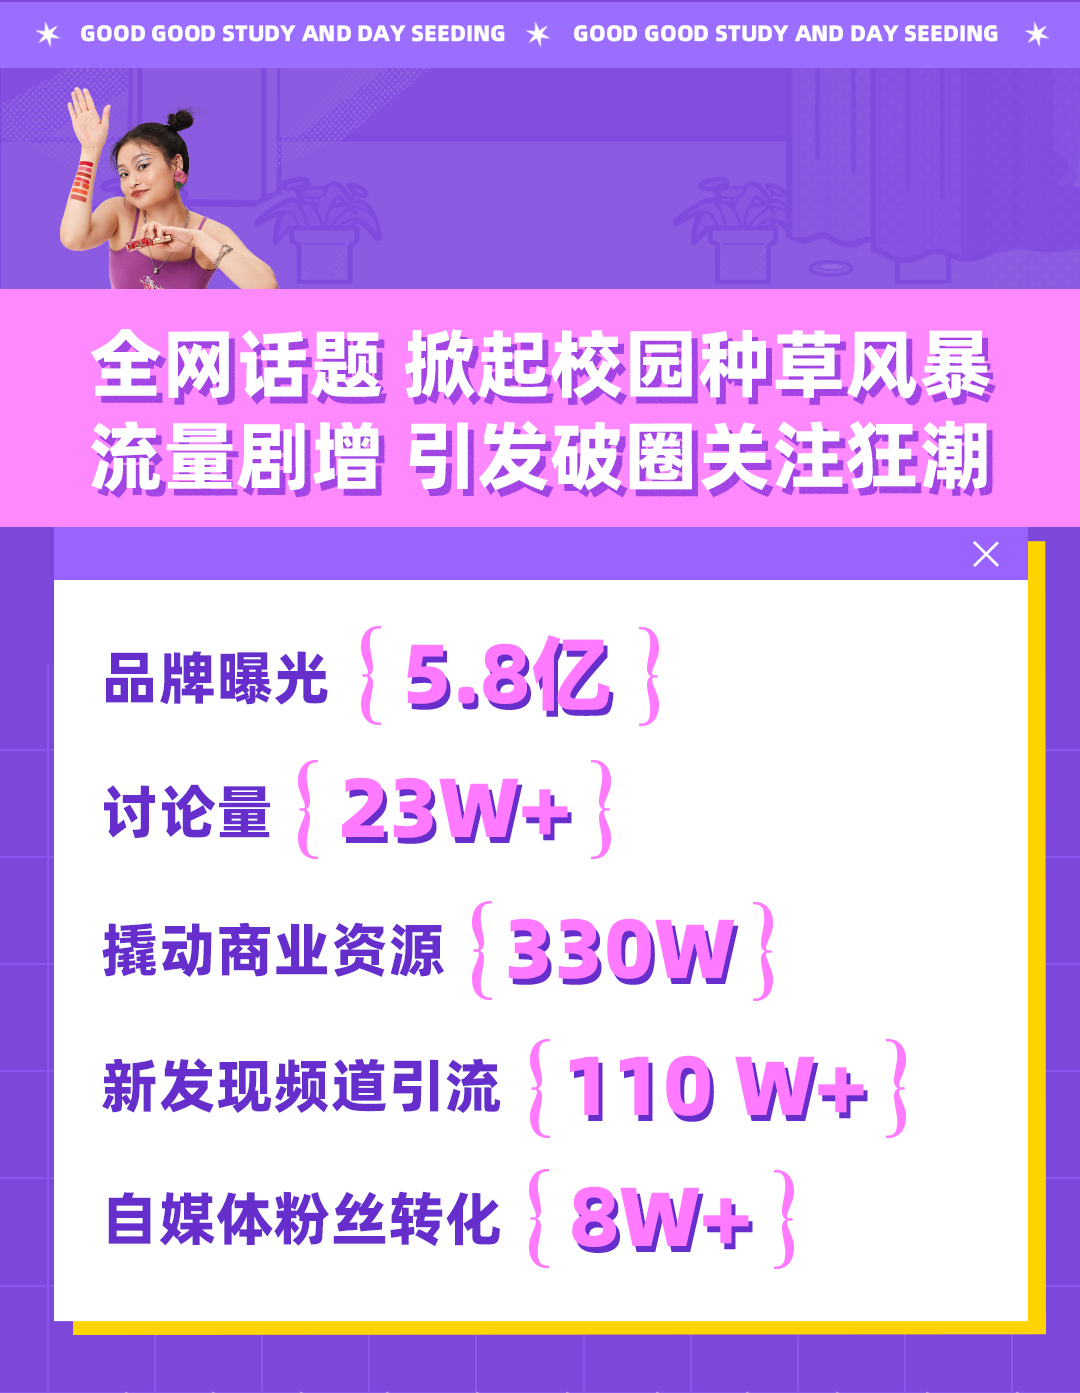 GOOD GOOD STUDY AND DAY SEEDING GOOD GOOD STUDY AND DAY SEEDING
全网话题 掀起校园种草风暴
流量剧增 引发破圈关注狂潮
品牌曝光 { 5.8亿 }
讨论量 { 23W+ }
撬动商业资源 { 330W }
新发现频道引流 { 110 W+ }
自媒体粉丝转化 { 8W+ }